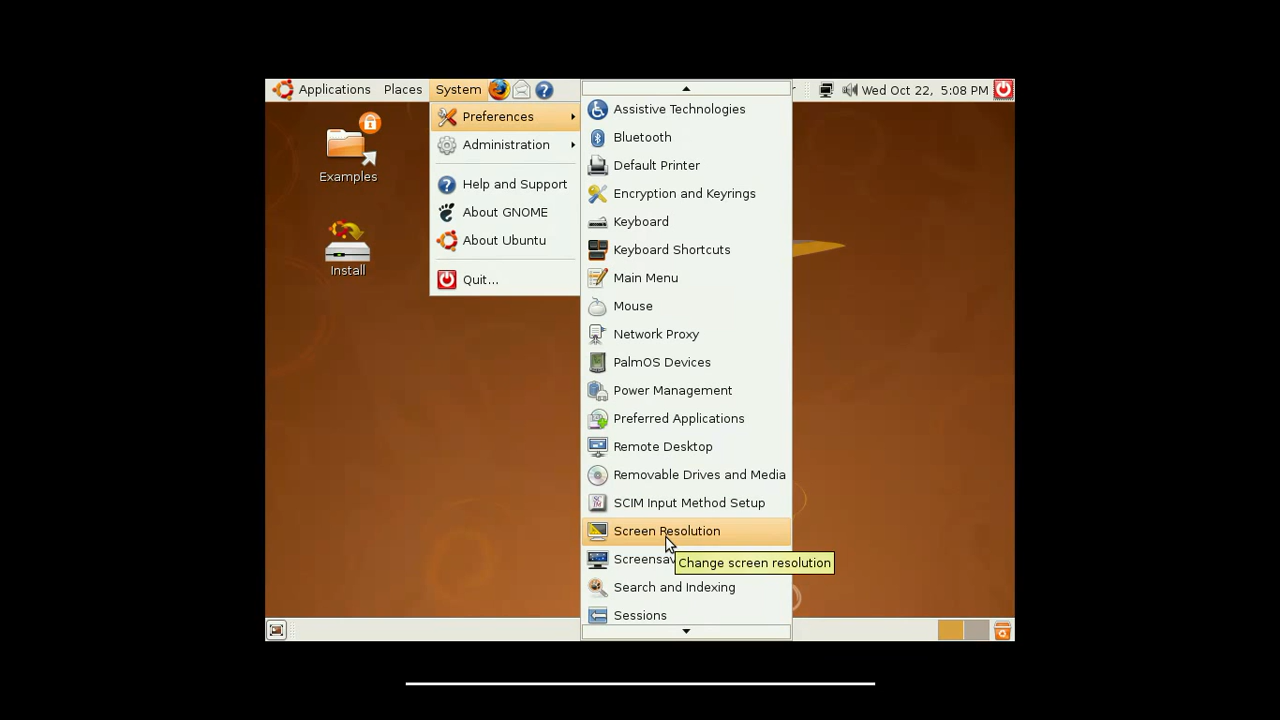 Applications Places System
Wed Oct 22, 5:08 PM
Examples
Install
Preferences
Administration
Help and Support
About GNOME
About Ubuntu
Quit...
Assistive Technologies
Bluetooth
Default Printer
Encryption and Keyrings
Keyboard
Keyboard Shortcuts
Main Menu
Mouse
Network Proxy
PalmOS Devices
Power Management
Preferred Applications
Remote Desktop
Removable Drives and Media
SCIM Input Method Setup
Screen Resolution
Change screen resolution
Search and Indexing
Sessions